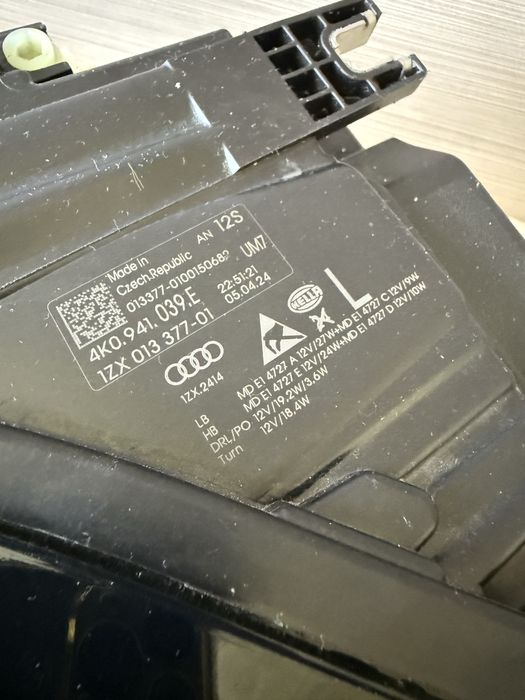 Made in
Czech.Republic AN 12S
013377-0100150682
22:51:21 UM7
4K0.941.039.E 05.04.24
1ZX 013 377-01
HELLA
L
1ZX.2414
LB MD E1 4727 A 12V/27W+MD E1 4727 C 12V/9W
HB MD E1 4727 E 12V/24W+MD E1 4727 D 12V/10W
DRL/PO 12V/19.2W/3.6W
Turn 12V/18.4W